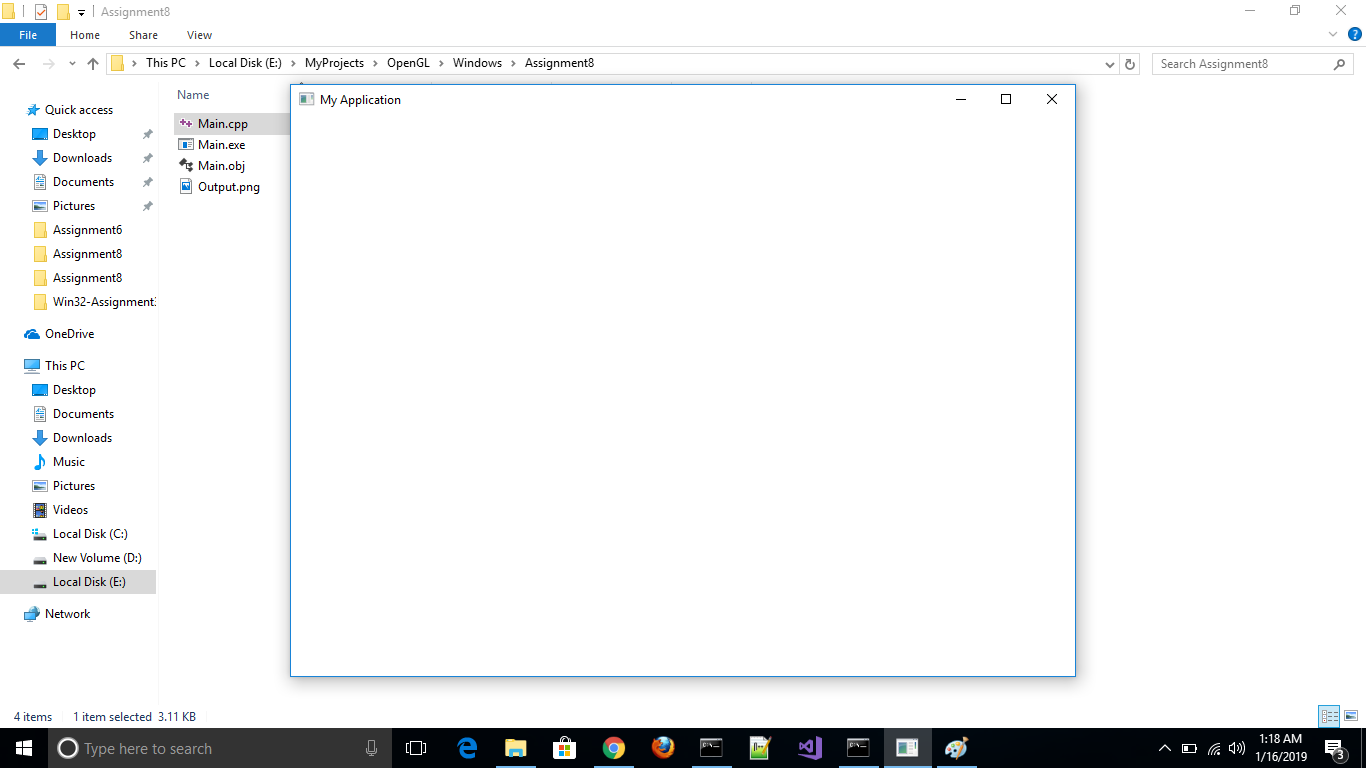 Assignment8
File Home Share View
This PC Local Disk (E:) MyProjects OpenGL Windows Assignment8
Search Assignment8
Quick access
Desktop
Downloads
Documents
Pictures
Assignment6
Assignment8
Assignment8
Win32-Assignment
OneDrive
This PC
Desktop
Documents
Downloads
Music
Pictures
Videos
Local Disk (C:)
New Volume (D:)
Local Disk (E:)
Network
Name
Main.cpp
Main.exe
Main.obj
Output.png
My Application
4 items 1 item selected 3.11 KB
Type here to search
1:18 AM
1/16/2019
3